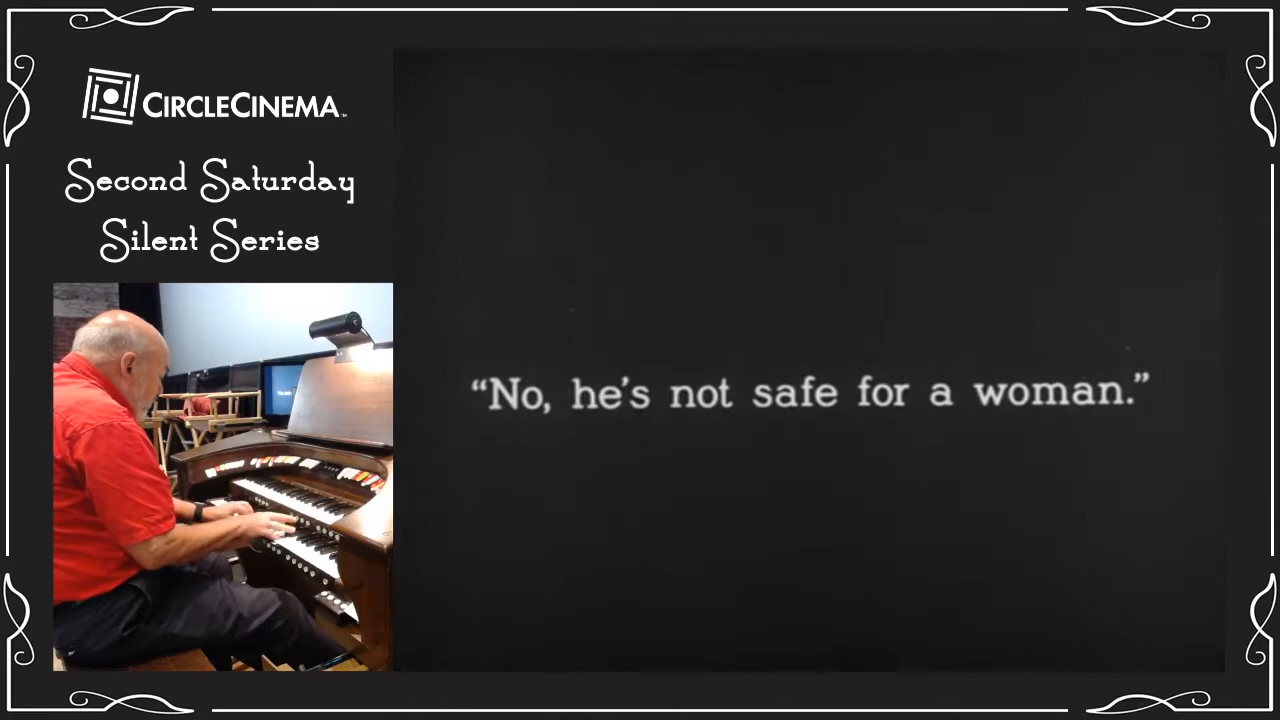 CIRCLECINEMA
Second Saturday
Silent Series
“No, he’s not safe for a woman.”